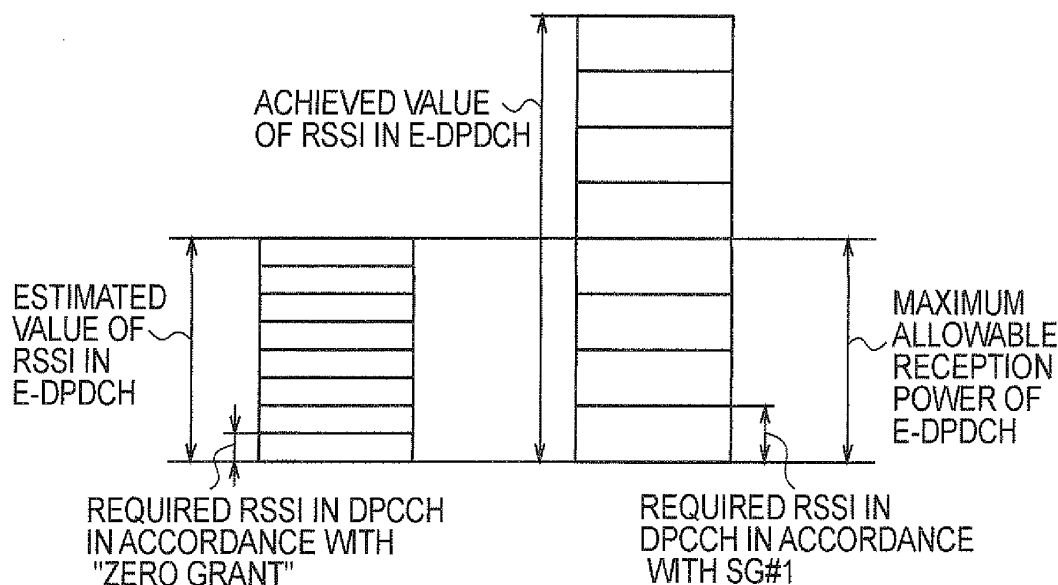 ACHIEVED VALUE
OF RSSI IN E-DPDCH
ESTIMATED
VALUE OF
RSSI IN
E-DPDCH
MAXIMUM
ALLOWABLE
RECEPTION
POWER OF
E-DPDCH
REQUIRED RSSI IN DPCCH
IN ACCORDANCE WITH
"ZERO GRANT"
REQUIRED RSSI IN
DPCCH IN ACCORDANCE
WITH SG#1